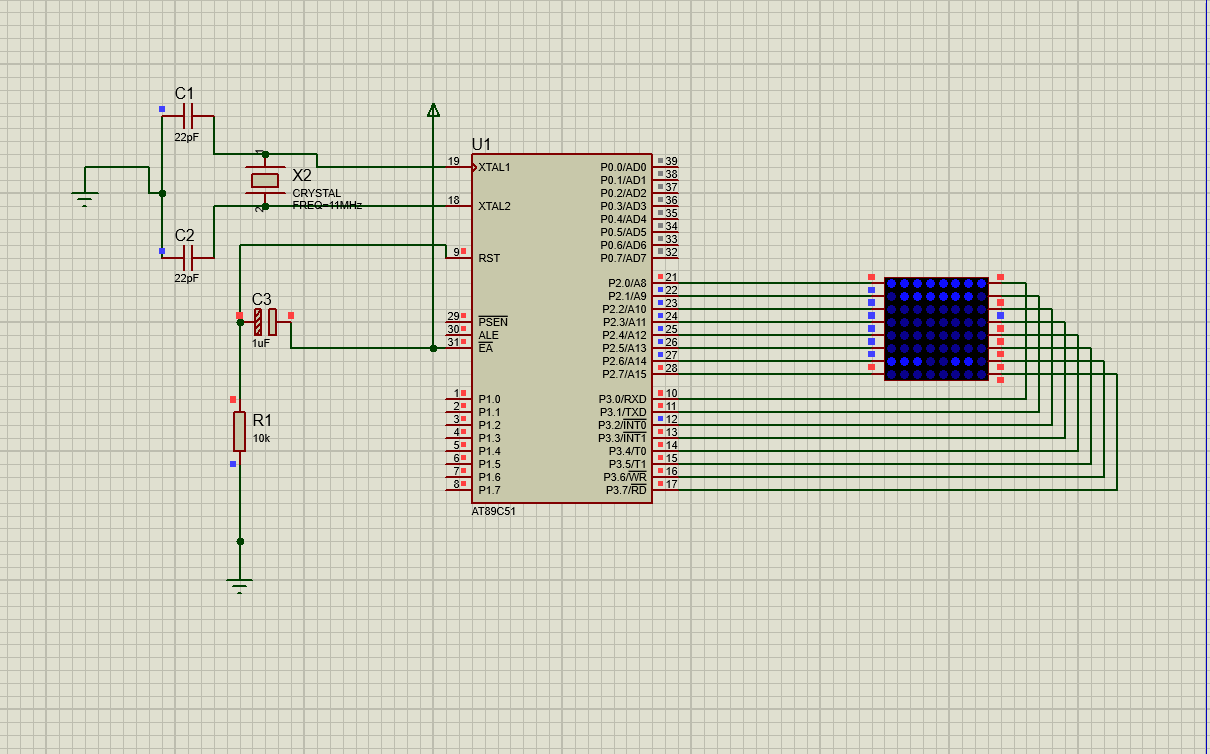 C1
22pF
X2
CRYSTAL
FREQ=11MHz
1
2
C2
22pF
C3
1uF
R1
10k
U1
19 XTAL1
18 XTAL2
9 RST
29 PSEN
30 ALE
31 EA
1 P1.0
2 P1.1
3 P1.2
4 P1.3
5 P1.4
6 P1.5
7 P1.6
8 P1.7
P0.0/AD0 39
P0.1/AD1 38
P0.2/AD2 37
P0.3/AD3 36
P0.4/AD4 35
P0.5/AD5 34
P0.6/AD6 33
P0.7/AD7 32
P2.0/A8 21
P2.1/A9 22
P2.2/A10 23
P2.3/A11 24
P2.4/A12 25
P2.5/A13 26
P2.6/A14 27
P2.7/A15 28
P3.0/RXD 10
P3.1/TXD 11
P3.2/INT0 12
P3.3/INT1 13
P3.4/T0 14
P3.5/T1 15
P3.6/WR 16
P3.7/RD 17
AT89C51